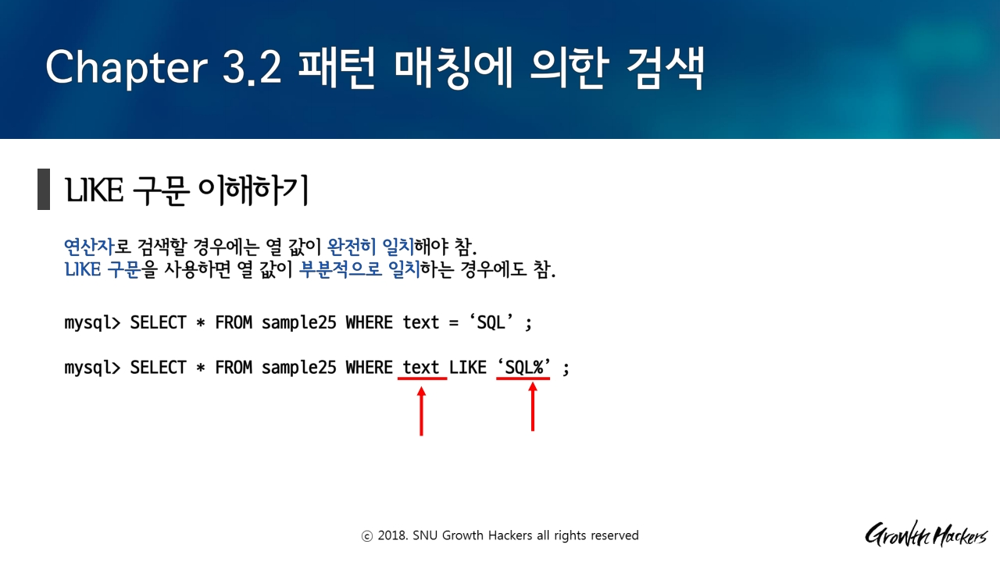 Chapter 3.2 패턴 매칭에 의한 검색
LIKE 구문 이해하기
연산자로 검색할 경우에는 열 값이 완전히 일치해야 참.
LIKE 구문을 사용하면 열 값이 부분적으로 일치하는 경우에도 참.
mysql> SELECT * FROM sample25 WHERE text = ‘SQL’ ;
mysql> SELECT * FROM sample25 WHERE text LIKE ‘SQL%’ ;
ⓒ 2018. SNU Growth Hackers all rights reserved
Growth Hackers